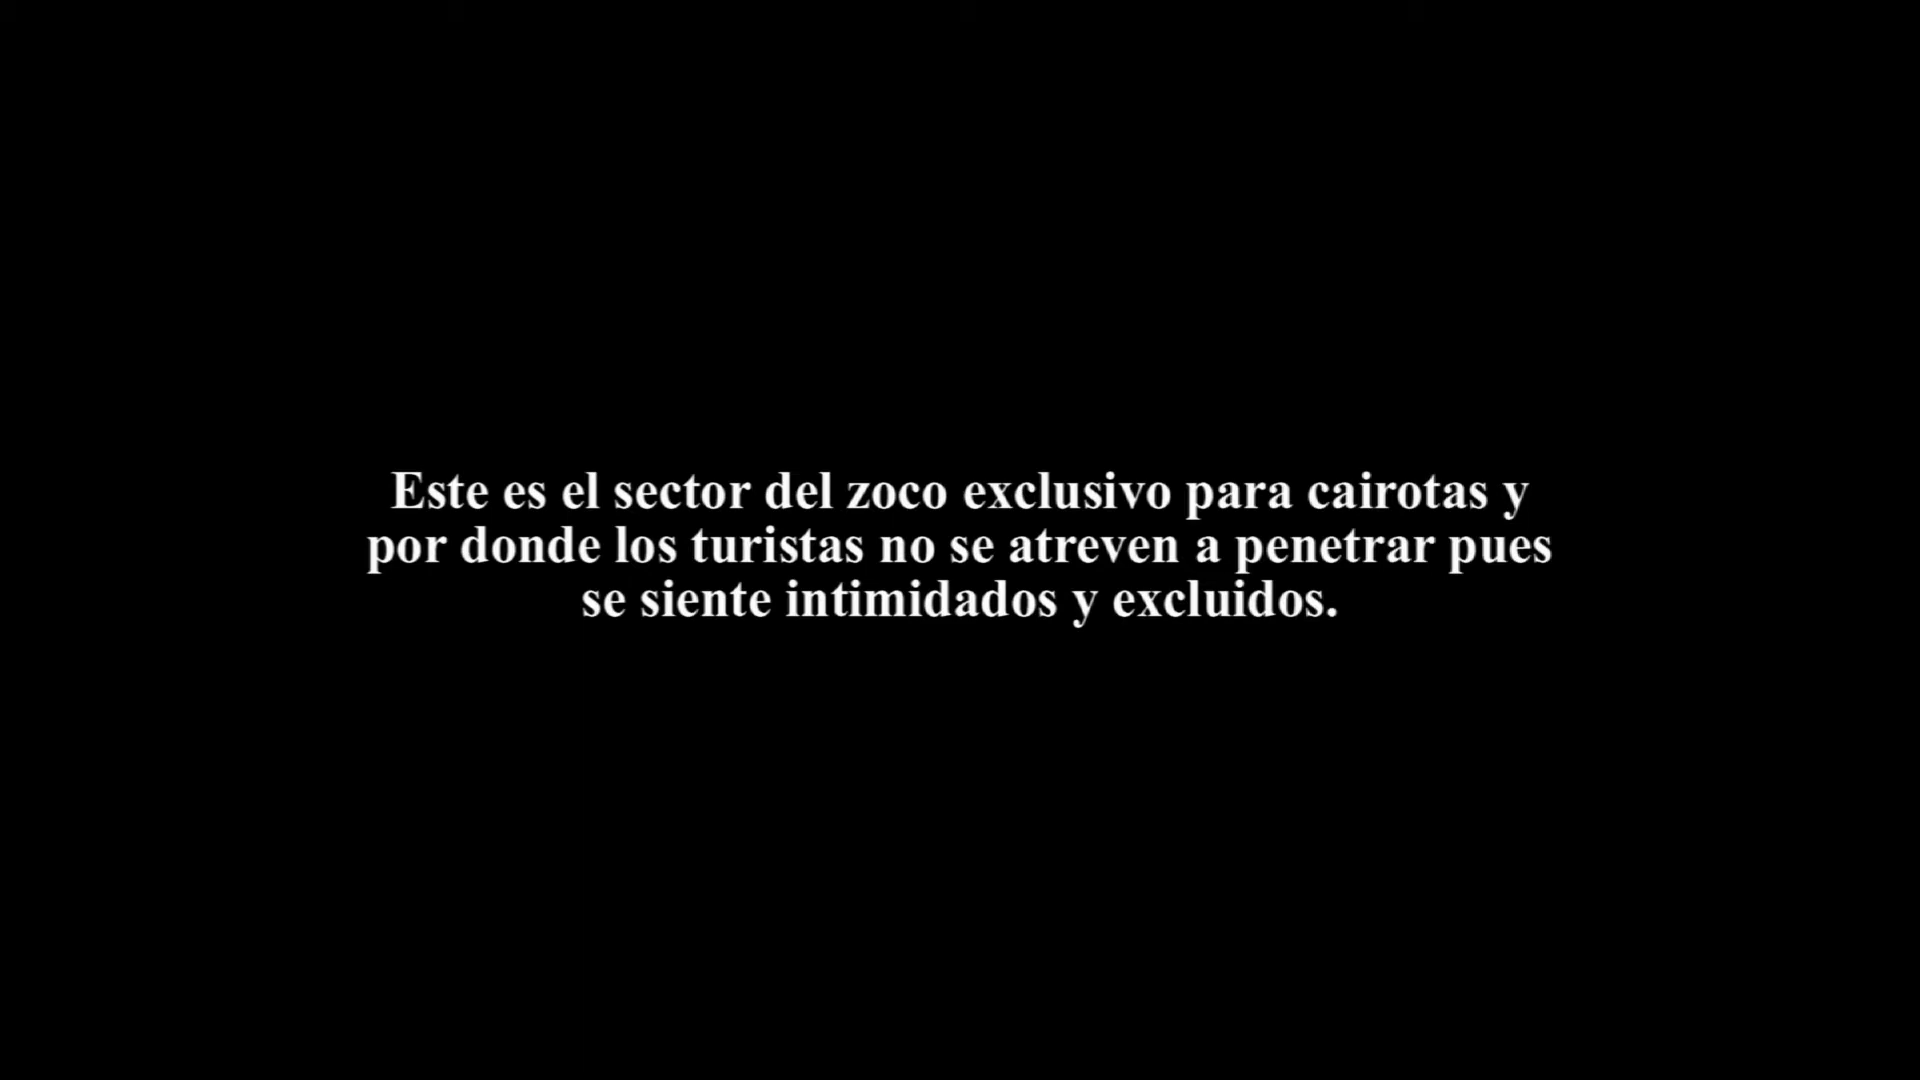 Este es el sector del zoco exclusivo para cairotas y
por donde los turistas no se atreven a penetrar pues
se siente intimidados y excluidos.